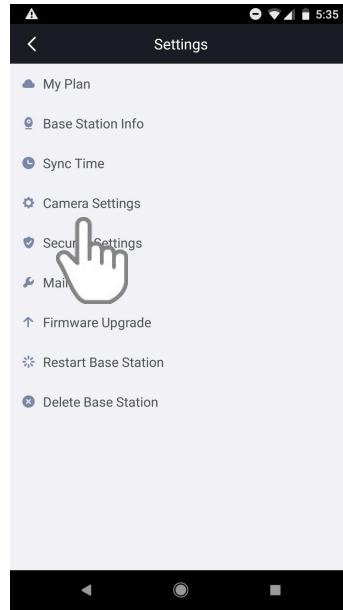 5:35
Settings
My Plan
Base Station Info
Sync Time
Camera Settings
Settings
Firmware Upgrade
Restart Base Station
Delete Base Station